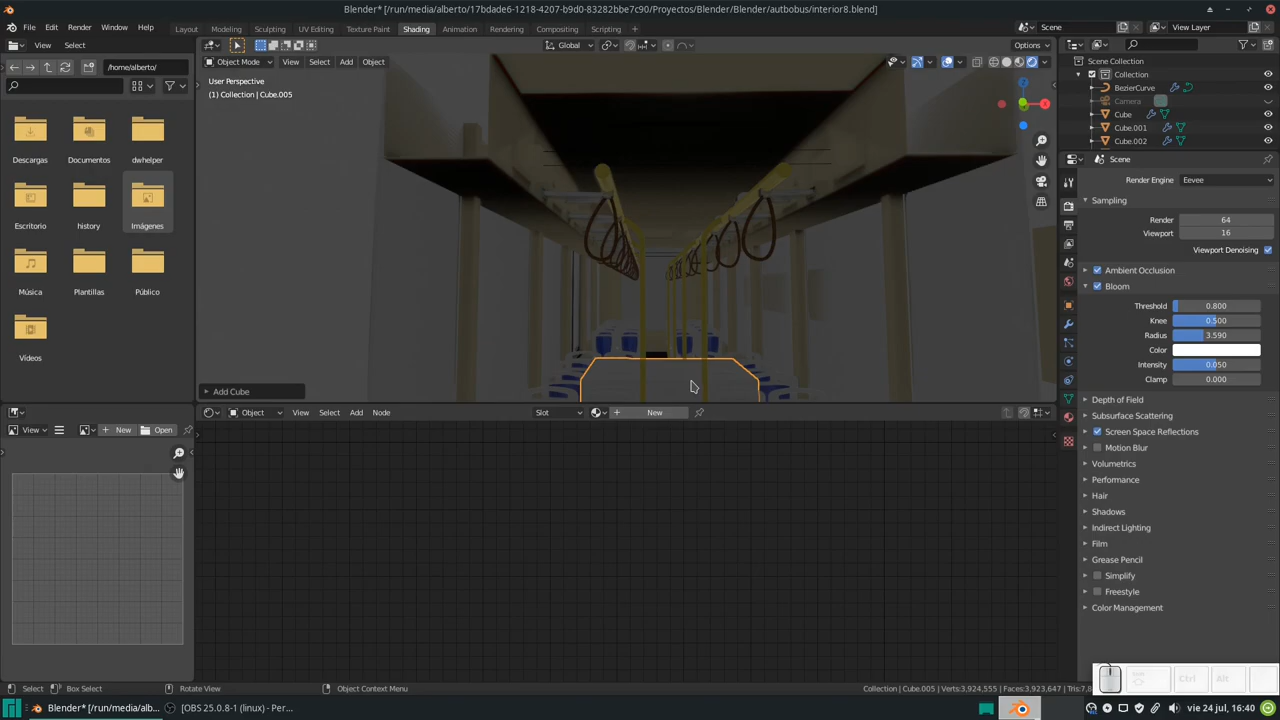 Blender* [/run/media/alberto/17bdade6-1218-4207-b9d0-83282bbe7c90/Proyectos/Blender/Blender/autbobus/interior8.blend]
File Edit Render Window Help
Layout Modeling Sculpting UV Editing Texture Paint Shading Animation Rendering Compositing Scripting +
Scene View Layer
View Select
Global Options
Object Mode View Select Add Object
/home/alberto/
User Perspective
(1) Collection | Cube.005
Descargas Documentos dwhelper
Escritorio history Imágenes
Música Plantillas Público
Vídeos
Add Cube
Scene Collection
Collection
BezierCurve
Camera
Cube
Cube.001
Cube.002
Scene
Render Engine Eevee
Sampling
Render 64
Viewport 16
Viewport Denoising
Ambient Occlusion
Bloom
Threshold 0.800
Knee 0.500
Radius 3.590
Color
Intensity 0.050
Clamp 0.000
Depth of Field
Subsurface Scattering
Screen Space Reflections
Motion Blur
Volumetrics
Performance
Hair
Shadows
Indirect Lighting
Film
Grease Pencil
Simplify
Freestyle
Color Management
Object View Select Add Node Slot New
View New Open
Ctrl Alt
Select Box Select Rotate View Object Context Menu
Collection | Cube.005 | Verts:3,924,555 | Faces:3,923,647 | Tris:7,8
Blender* [/run/media/alb... [OBS 25.0.8-1 (linux) - Per... vie 24 jul, 16:40